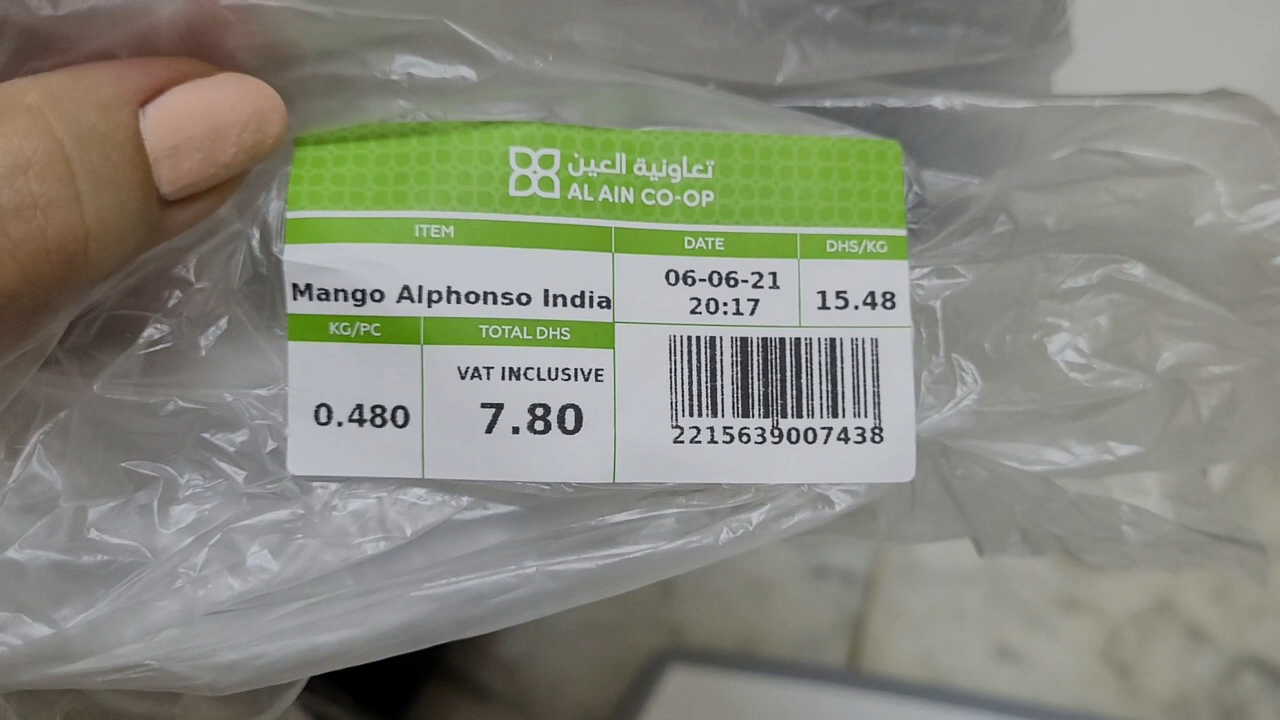 تعاونية العين
AL AIN CO-OP
ITEM
DATE
DHS/KG
Mango Alphonso India
06-06-21
20:17
15.48
KG/PC
TOTAL DHS
VAT INCLUSIVE
0.480
7.80
2215639007438